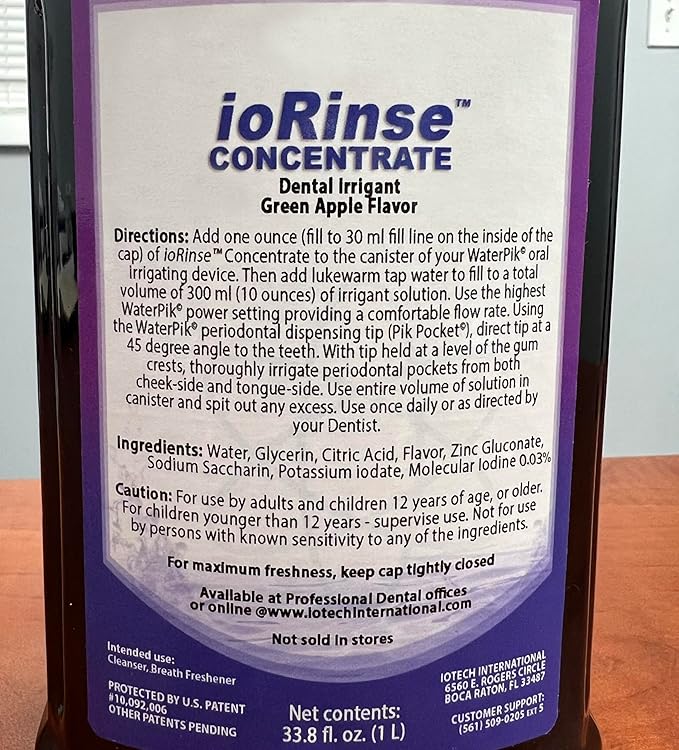 ioRinse™
CONCENTRATE
Dental Irrigant
Green Apple Flavor
Directions: Add one ounce (fill to 30 ml fill line on the inside of the
cap) of ioRinse™ Concentrate to the canister of your WaterPik® oral
irrigating device. Then add lukewarm tap water to fill to a total
volume of 300 ml (10 ounces) of irrigant solution. Use the highest
WaterPik® power setting providing a comfortable flow rate. Using
the WaterPik® periodontal dispensing tip (Pik Pocket®), direct tip at a
45 degree angle to the teeth. With tip held at a level of the gum
crests, thoroughly irrigate periodontal pockets from both
cheek-side and tongue-side. Use entire volume of solution in
canister and spit out any excess. Use once daily or as directed by
your Dentist.
Ingredients: Water, Glycerin, Citric Acid, Flavor, Zinc Gluconate,
Sodium Saccharin, Potassium iodate, Molecular Iodine 0.03%
Caution: For use by adults and children 12 years of age, or older.
For children younger than 12 years - supervise use. Not for use
by persons with known sensitivity to any of the ingredients.
For maximum freshness, keep cap tightly closed
Available at Professional Dental offices
or online @www.iotechInternational.com
Not sold in stores
Intended use:
Cleanser, Breath Freshener
PROTECTED BY U.S. PATENT
#10,092,006
OTHER PATENTS PENDING
Net contents:
33.8 fl. oz. (1 L)
IOTECH INTERNATIONAL
6560 E. ROGERS CIRCLE
BOCA RATON, FL 33487
CUSTOMER SUPPORT:
(561) 509-0205 EXT 5